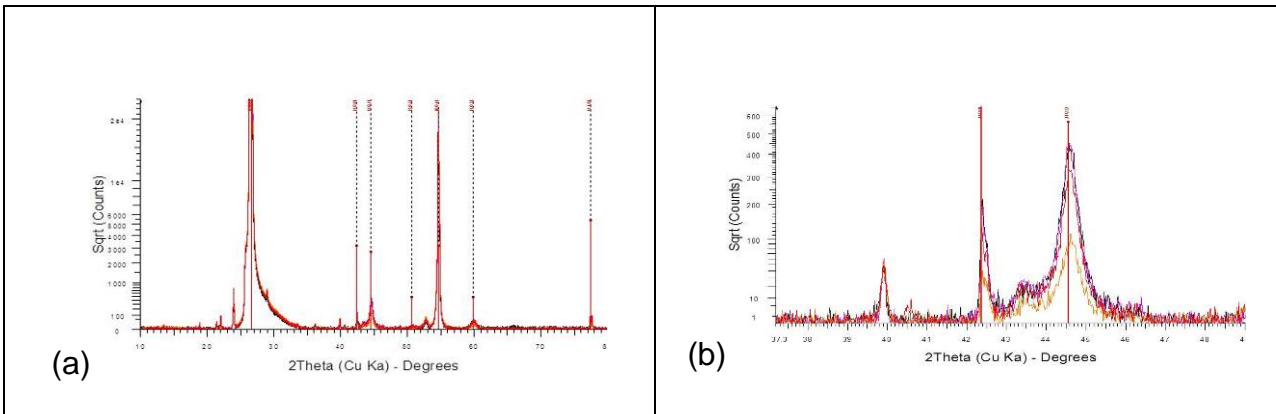 2e4
1e4
6000
5000
4000
3000
2000
1000
100
0
Sqrt (Counts)
10 20 30 40 50 60 70 8
2Theta (Cu Ka) - Degrees
(a)
600
500
400
300
200
100
10
1
Sqrt (Counts)
37.3 38 39 40 41 42 43 44 45 46 47 48 4
2Theta (Cu Ka) - Degrees
(b)